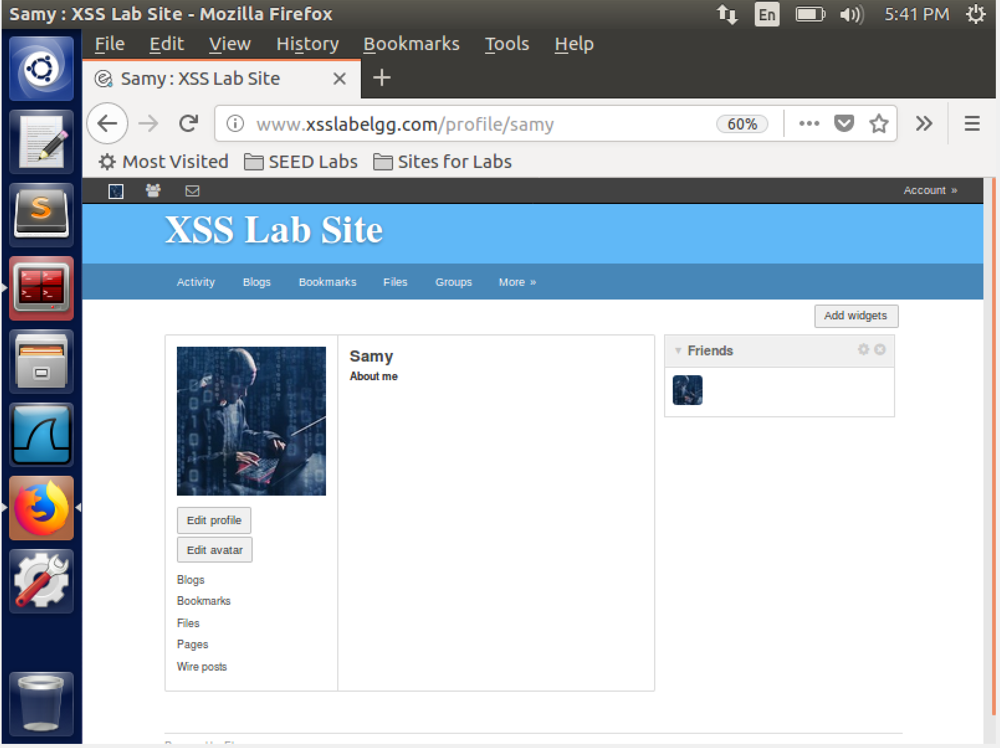 Samy : XSS Lab Site - Mozilla Firefox En 5:41 PM
File Edit View History Bookmarks Tools Help
Samy : XSS Lab Site
www.xsslabelgg.com/profile/samy 60%
Most Visited SEED Labs Sites for Labs
Account »
XSS Lab Site
Activity Blogs Bookmarks Files Groups More »
Add widgets
Samy
About me
Friends
Edit profile
Edit avatar
Blogs
Bookmarks
Files
Pages
Wire posts